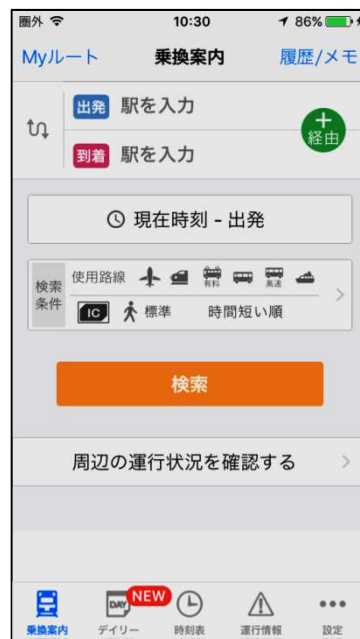 圏外 10:30 86%
Myルート 乗換案内 履歴/メモ
出発 駅を入力
経由
到着 駅を入力
現在時刻 - 出発
検索条件
使用路線 有料 高速
IC 標準 時間短い順
検索
周辺の運行状況を確認する
DAY NEW
乗換案内 デイリー 時刻表 運行情報 設定